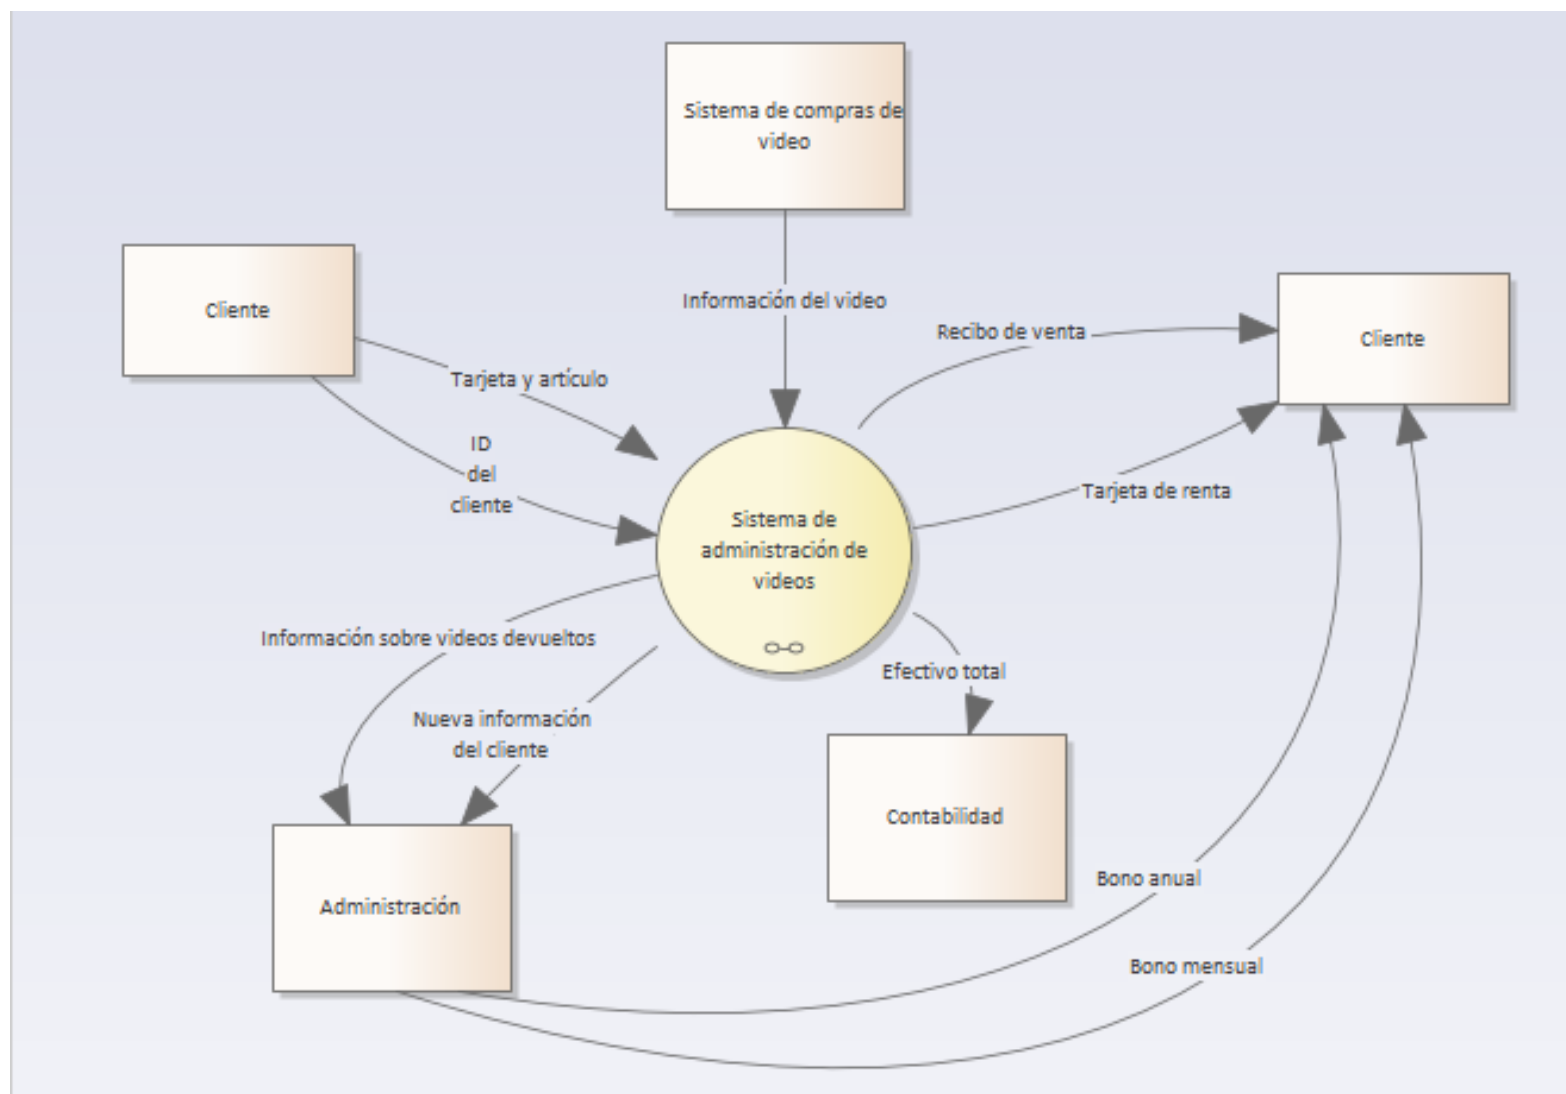 Sistema de compras de
video
Cliente
Información del video
Recibo de venta
Cliente
Tarjeta y artículo
ID
del
cliente
Tarjeta de renta
Sistema de
administración de
videos
Información sobre videos devueltos
Efectivo total
Nueva información
del cliente
Contabilidad
Bono anual
Administración
Bono mensual